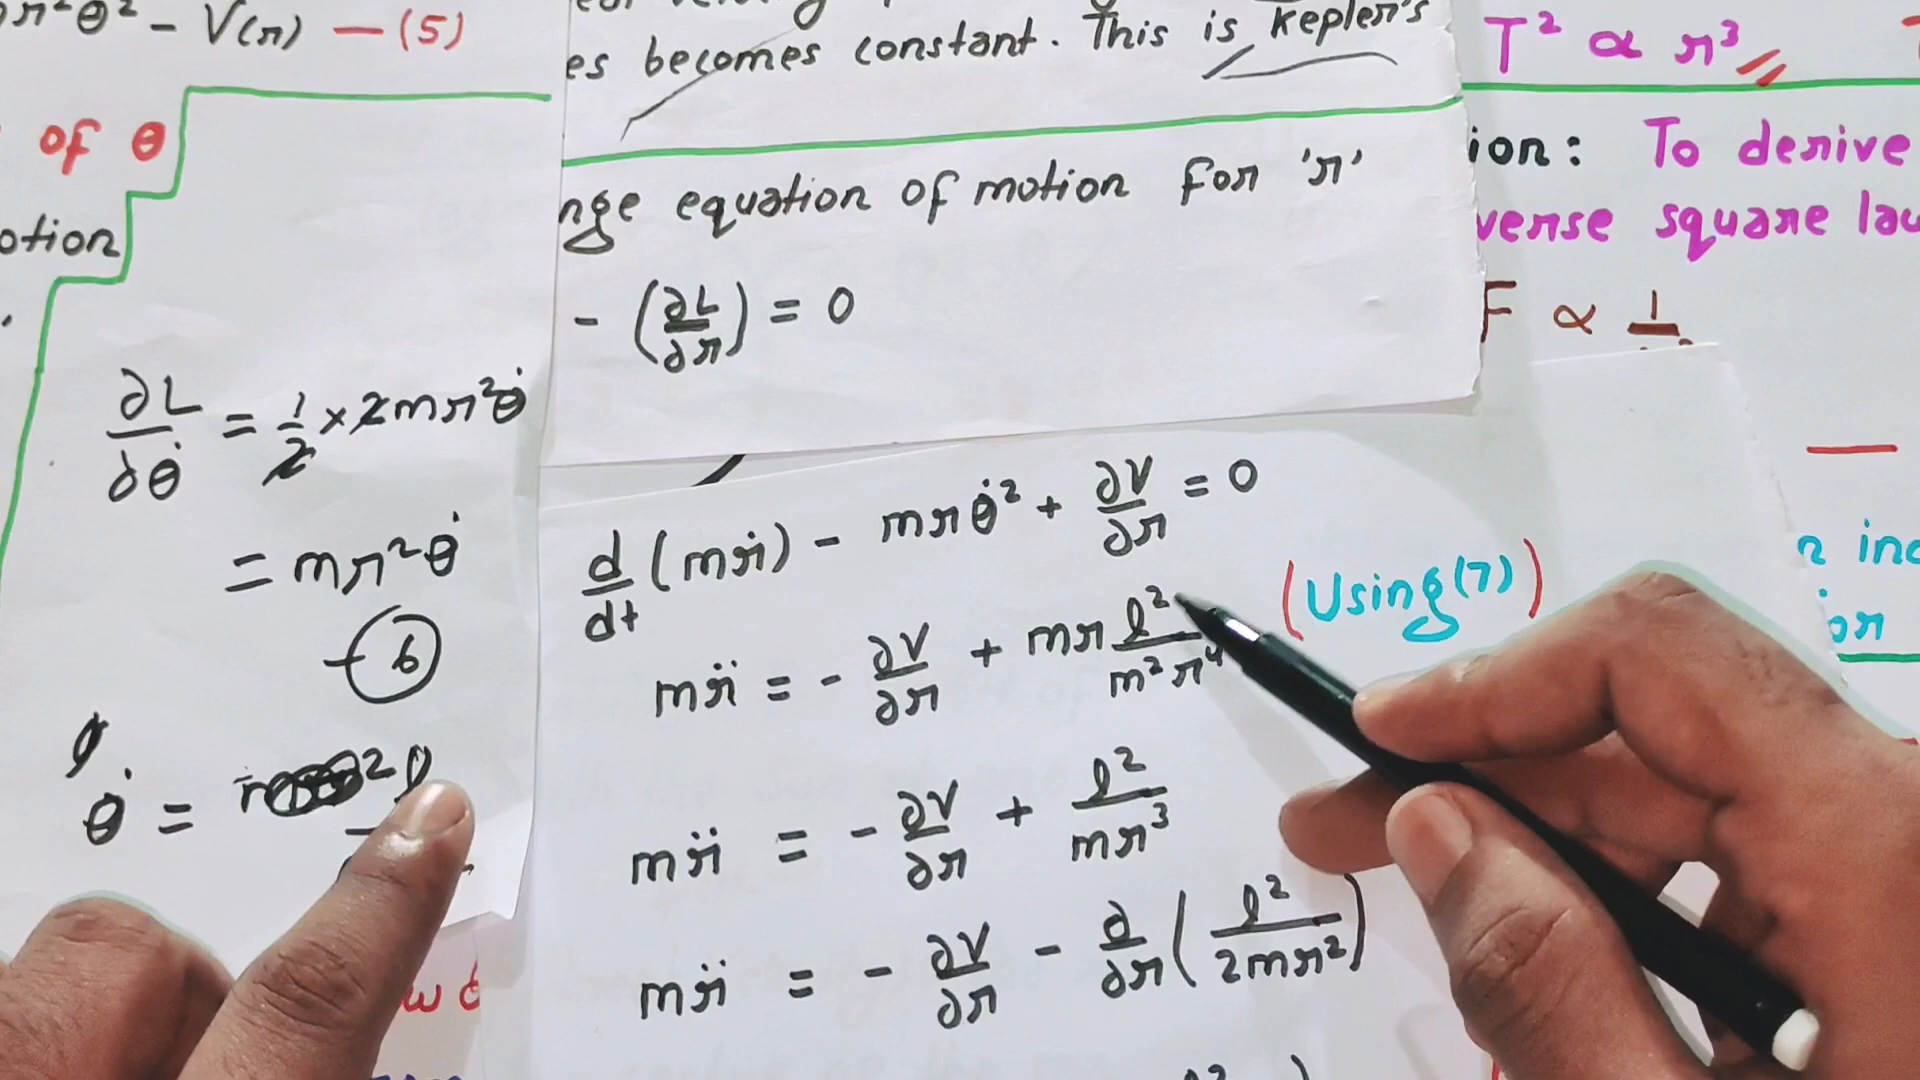 r²θ̇² - V(r) — (5)
of θ
otion
∂L/∂θ̇ = 1/2 × 2mr²θ̇
= mr²θ̇
— (6)
θ̇ =
es becomes constant. This is Kepler's
nge equation of motion for 'r'
- (∂L/∂r) = 0
d/dt (mṙ) - mrθ̇² + ∂V/∂r = 0
mr̈ = - ∂V/∂r + mr l²/m²r⁴ (Using(7))
mr̈ = - ∂V/∂r + l²/mr³
mr̈ = - ∂V/∂r - ∂/∂r (l²/2mr²)
T² ∝ r³
ion: To derive
verse square law
F ∝ 1
or